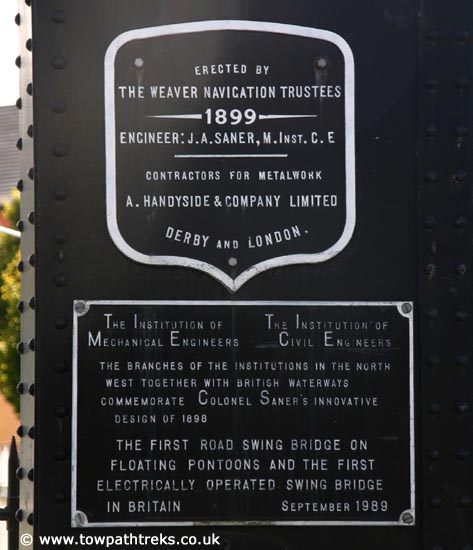 ERECTED BY
THE WEAVER NAVIGATION TRUSTEES
1899
ENGINEER: J.A. SANER, M. INST. C. E
CONTRACTORS FOR METALWORK
A. HANDYSIDE & COMPANY LIMITED
DERBY AND LONDON.
THE INSTITUTION OF
MECHANICAL ENGINEERS
THE INSTITUTION OF
CIVIL ENGINEERS
THE BRANCHES OF THE INSTITUTIONS IN THE NORTH
WEST TOGETHER WITH BRITISH WATERWAYS
COMMEMORATE COLONEL SANER'S INNOVATIVE
DESIGN OF 1898
THE FIRST ROAD SWING BRIDGE ON
FLOATING PONTOONS AND THE FIRST
ELECTRICALLY OPERATED SWING BRIDGE
IN BRITAIN SEPTEMBER 1989
© www.towpathtreks.co.uk